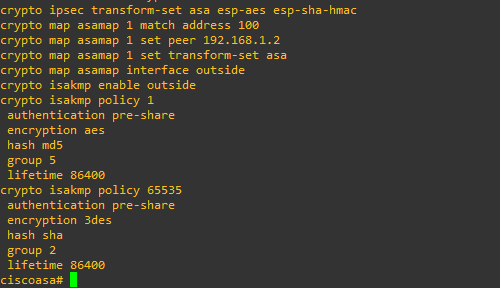 crypto ipsec transform-set asa esp-aes esp-sha-hmac
crypto map asamap 1 match address 100
crypto map asamap 1 set peer 192.168.1.2
crypto map asamap 1 set transform-set asa
crypto map asamap interface outside
crypto isakmp enable outside
crypto isakmp policy 1
 authentication pre-share
 encryption aes
 hash md5
 group 5
 lifetime 86400
crypto isakmp policy 65535
 authentication pre-share
 encryption 3des
 hash sha
 group 2
 lifetime 86400
ciscoasa#